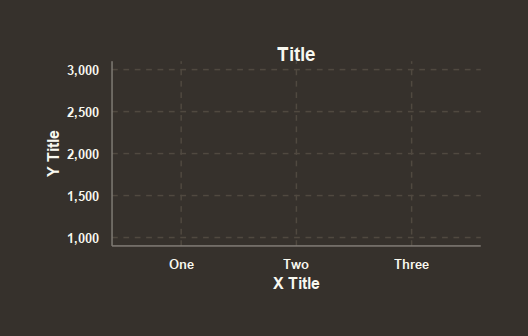 Title
3,000
2,500
2,000
1,500
1,000
Y Title
One Two Three
X Title